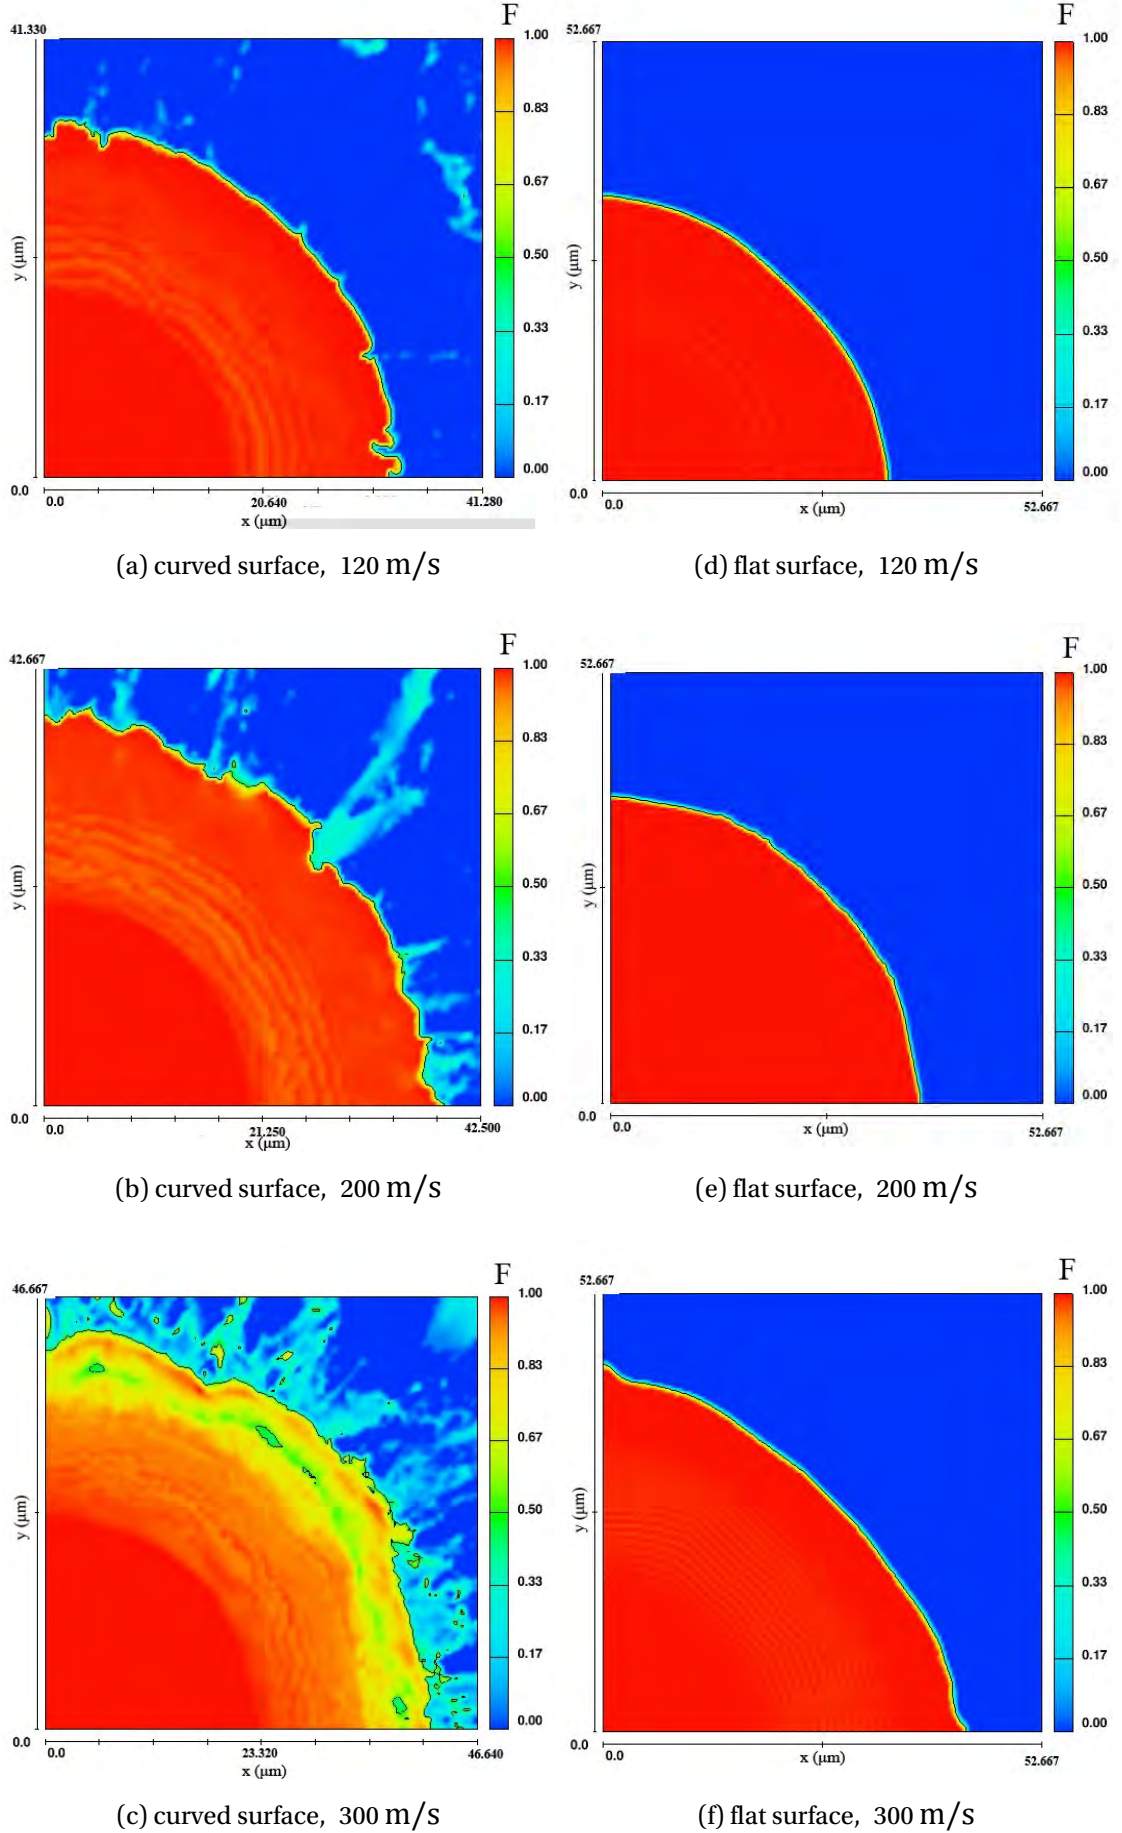 F
41.330
1.00
0.83
0.67
0.50
0.33
0.17
0.00
y (μm)
0.0
0.0
20.640
41.280
x (μm)
(a) curved surface, 120 m/s
F
52.667
1.00
0.83
0.67
0.50
0.33
0.17
0.00
y (μm)
0.0
0.0
x (μm)
52.667
(d) flat surface, 120 m/s
F
42.667
1.00
0.83
0.67
0.50
0.33
0.17
0.00
y (μm)
0.0
0.0
21.250
42.500
x (μm)
(b) curved surface, 200 m/s
F
52.667
1.00
0.83
0.67
0.50
0.33
0.17
0.00
y (μm)
0.0
0.0
x (μm)
52.667
(e) flat surface, 200 m/s
F
46.667
1.00
0.83
0.67
0.50
0.33
0.17
0.00
y (μm)
0.0
0.0
23.320
46.640
x (μm)
(c) curved surface, 300 m/s
F
52.667
1.00
0.83
0.67
0.50
0.33
0.17
0.00
y (μm)
0.0
0.0
x (μm)
52.667
(f) flat surface, 300 m/s